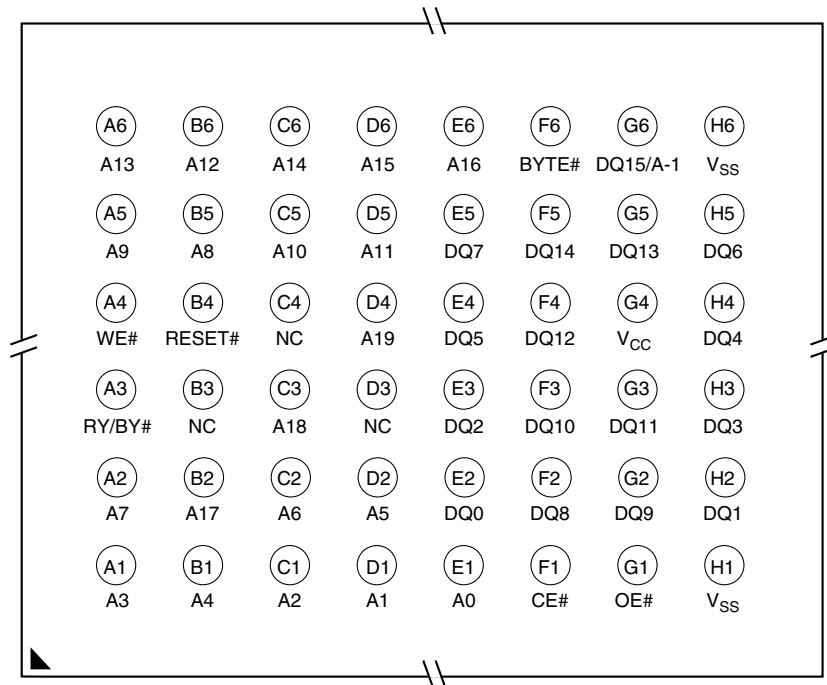 A6 B6 C6 D6 E6 F6 G6 H6
A13 A12 A14 A15 A16 BYTE# DQ15/A-1 VSS
A5 B5 C5 D5 E5 F5 G5 H5
A9 A8 A10 A11 DQ7 DQ14 DQ13 DQ6
A4 B4 C4 D4 E4 F4 G4 H4
WE# RESET# NC A19 DQ5 DQ12 VCC DQ4
A3 B3 C3 D3 E3 F3 G3 H3
RY/BY# NC A18 NC DQ2 DQ10 DQ11 DQ3
A2 B2 C2 D2 E2 F2 G2 H2
A7 A17 A6 A5 DQ0 DQ8 DQ9 DQ1
A1 B1 C1 D1 E1 F1 G1 H1
A3 A4 A2 A1 A0 CE# OE# VSS